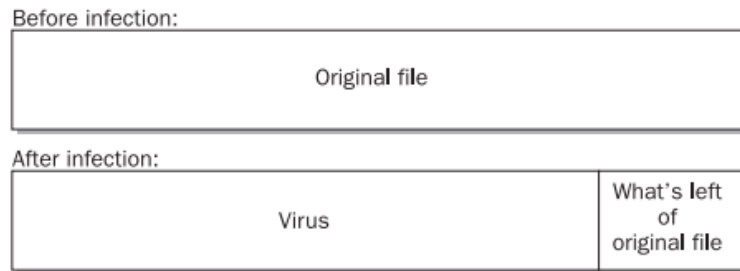 Before infection:
Original file
After infection:
Virus
What's left
of
original file